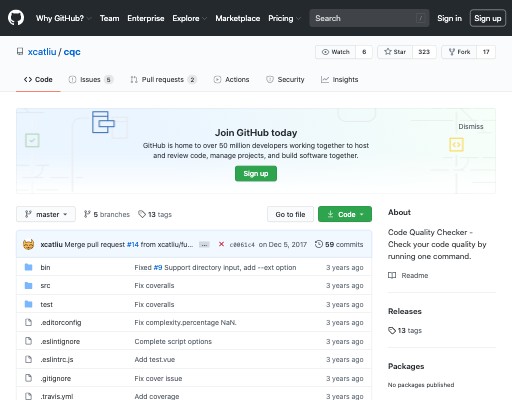 Why GitHub? Team Enterprise Explore Marketplace Pricing Search / Sign in Sign up
xcatliu / cqc Watch 6 Star 323 Fork 17
Code Issues 5 Pull requests 2 Actions Security Insights
Join GitHub today
Dismiss
GitHub is home to over 50 million developers working together to host
and review code, manage projects, and build software together.
Sign up
master 5 branches 13 tags Go to file Code
xcatliu Merge pull request #14 from xcatliu/fu... ... c0061c4 on Dec 5, 2017 59 commits
bin Fixed #9 Support directory input, add --ext option 3 years ago
src Fix coveralls 3 years ago
test Fix coveralls 3 years ago
.editorconfig Fix complexity.percentage NaN. 3 years ago
.eslintignore Complete script options 3 years ago
.eslintrc.js Add test:vue 3 years ago
.gitignore Fix cover issue 3 years ago
.travis.yml Add coverage 3 years ago
About
Code Quality Checker -
Check your code quality by
running one command.
Readme
Releases
13 tags
Packages
No packages published